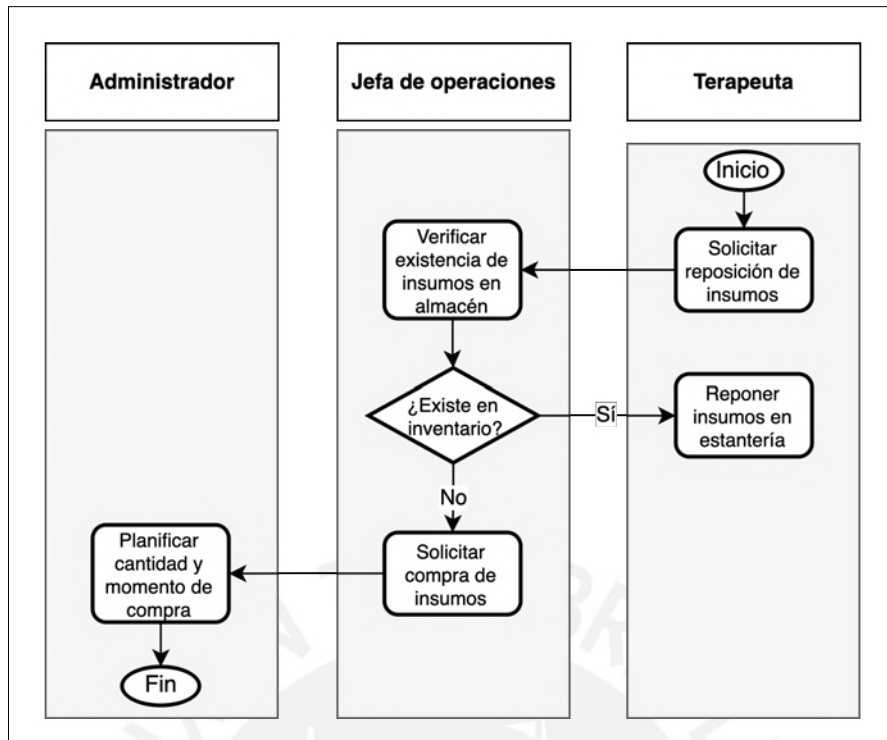 Administrador
Jefa de operaciones
Terapeuta
Inicio
Solicitar
reposición de
insumos
Verificar
existencia de
insumos en
almacén
¿Existe en
inventario?
Sí
Reponer
insumos en
estantería
No
Solicitar
compra de
insumos
Planificar
cantidad y
momento de
compra
Fin